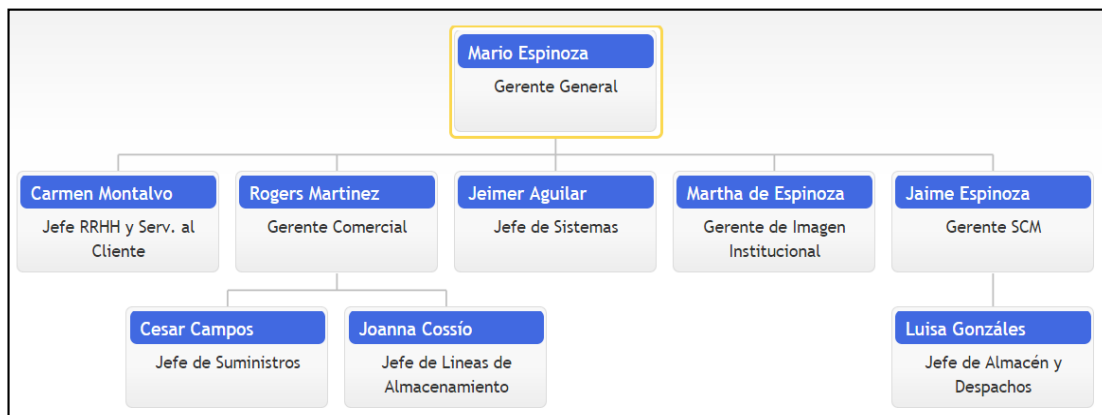 Mario Espinoza
Gerente General
Carmen Montalvo
Jefe RRHH y Serv. al
Cliente
Rogers Martinez
Gerente Comercial
Jeimer Aguilar
Jefe de Sistemas
Martha de Espinoza
Gerente de Imagen
Institucional
Jaime Espinoza
Gerente SCM
Cesar Campos
Jefe de Suministros
Joanna Cossío
Jefe de Lineas de
Almacenamiento
Luisa Gonzáles
Jefe de Almacén y
Despachos